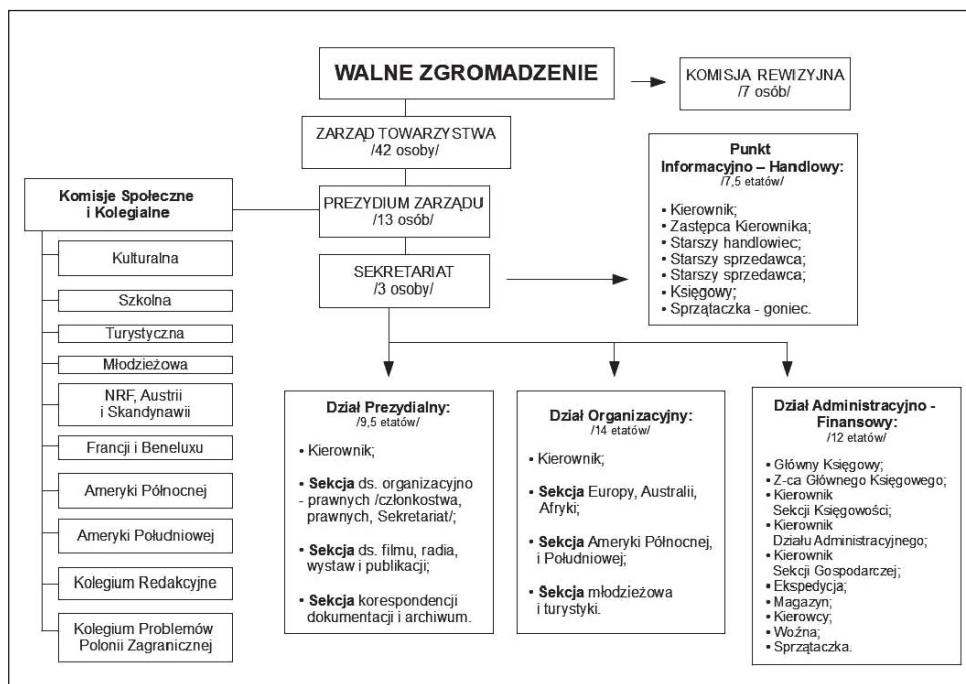 WALNE ZGROMADZENIE
KOMISJA REWIZYJNA
/7 osób/
ZARZĄD TOWARZYSTWA
/42 osoby/
Punkt
Informacyjno – Handlowy:
/7,5 etatów/
• Kierownik;
• Zastępca Kierownika;
• Starszy handlowiec;
• Starszy sprzedawca;
• Starszy sprzedawca;
• Księgowy;
• Sprzątaczka - goniec.
Komisje Społeczne
i Kolegialne
PREZYDIUM ZARZĄDU
/13 osób/
SEKRETARIAT
/3 osoby/
Kulturalna
Szkolna
Turystyczna
Młodzieżowa
NRF, Austrii
i Skandynawii
Francji i Beneluxu
Ameryki Północnej
Ameryki Południowej
Kolegium Redakcyjne
Kolegium Problemów
Polonii Zagranicznej
Dział Prezydialny:
/9,5 etatów/
• Kierownik;
• Sekcja ds. organizacyjno
- prawnych /członkostwa,
prawnych, Sekretariat/;
• Sekcja ds. filmu, radia,
wystaw i publikacji;
• Sekcja korespondencji
dokumentacji i archiwum.
Dział Organizacyjny:
/14 etatów/
• Kierownik;
• Sekcja Europy, Australii,
Afryki;
• Sekcja Ameryki Północnej,
i Południowej;
• Sekcja młodzieżowa
i turystyki.
Dział Administracyjno -
Finansowy:
/12 etatów/
• Główny Księgowy;
• Z-ca Głównego Księgowego;
• Kierownik
Sekcji Księgowości;
• Kierownik
Działu Administracyjnego;
• Kierownik
Sekcji Gospodarczej;
• Ekspedycja;
• Magazyn;
• Kierowcy;
• Woźna;
• Sprzątaczka.